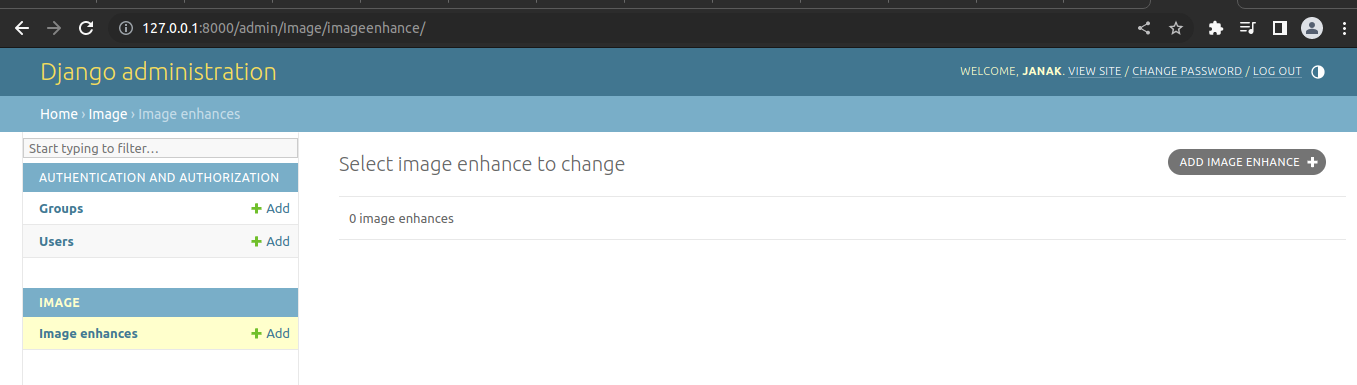 127.0.0.1:8000/admin/Image/imageenhance/
Django administration
WELCOME, JANAK. VIEW SITE / CHANGE PASSWORD / LOG OUT
Home › Image › Image enhances
Start typing to filter…
AUTHENTICATION AND AUTHORIZATION
Groups
Add
Users
Add
IMAGE
Image enhances
Add
Select image enhance to change
ADD IMAGE ENHANCE
0 image enhances